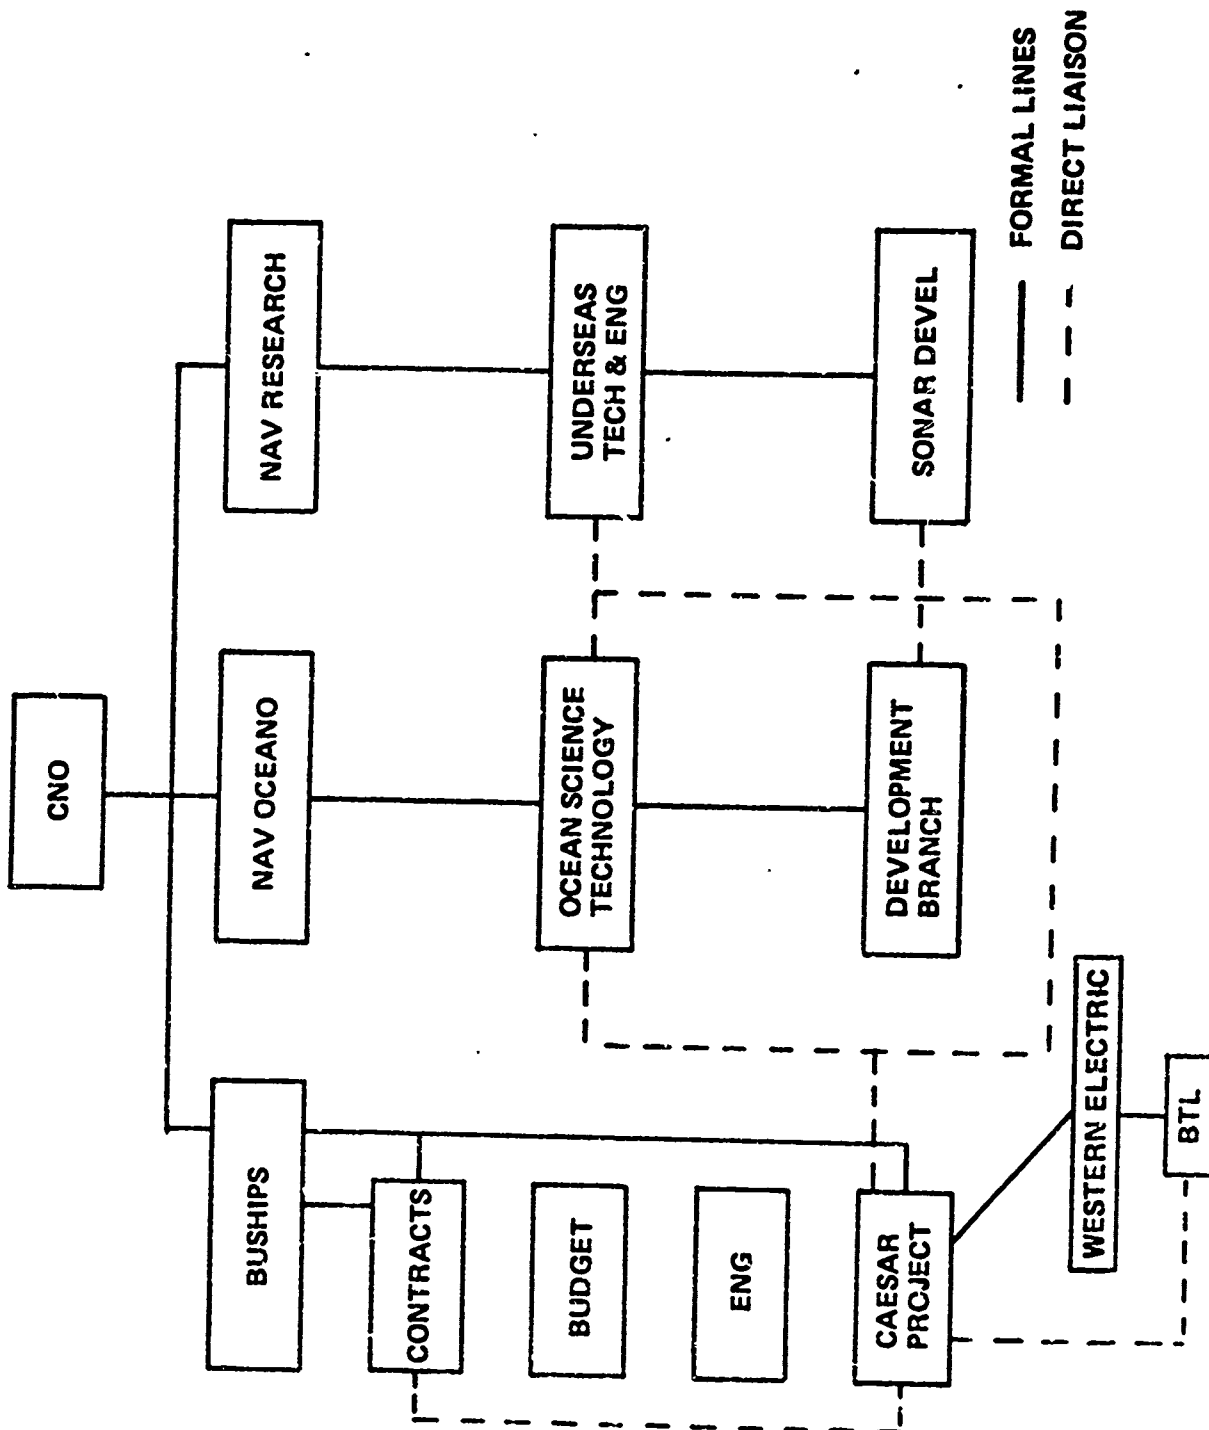 CNO
BUSHIPS
NAV OCEANO
NAV RESEARCH
CONTRACTS
BUDGET
ENG
CAESAR
PROJECT
OCEAN SCIENCE
TECHNOLOGY
UNDERSEAS
TECH & ENG
DEVELOPMENT
BRANCH
SONAR DEVEL
WESTERN ELECTRIC
BTL
FORMAL LINES
DIRECT LIAISON